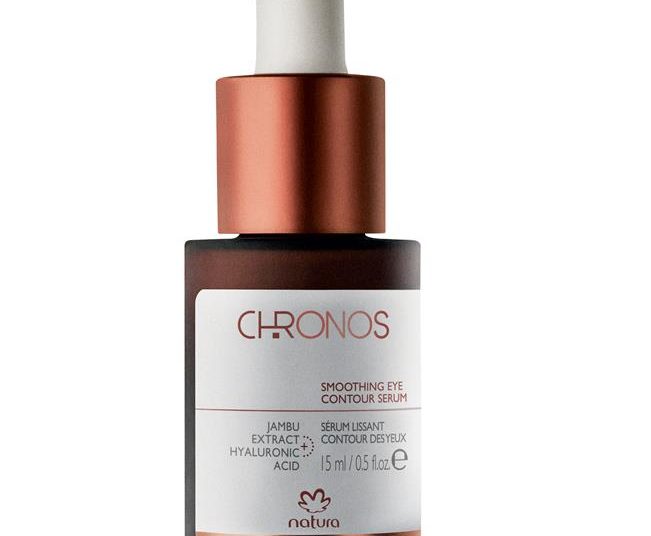 CHRONOS
SMOOTHING EYE
CONTOUR SERUM
JAMBU
EXTRACT
HYALURONIC
ACID
+
SÉRUM LISSANT
CONTOUR DES YEUX
15 ml / 0.5 fl.oz. ℮
natura